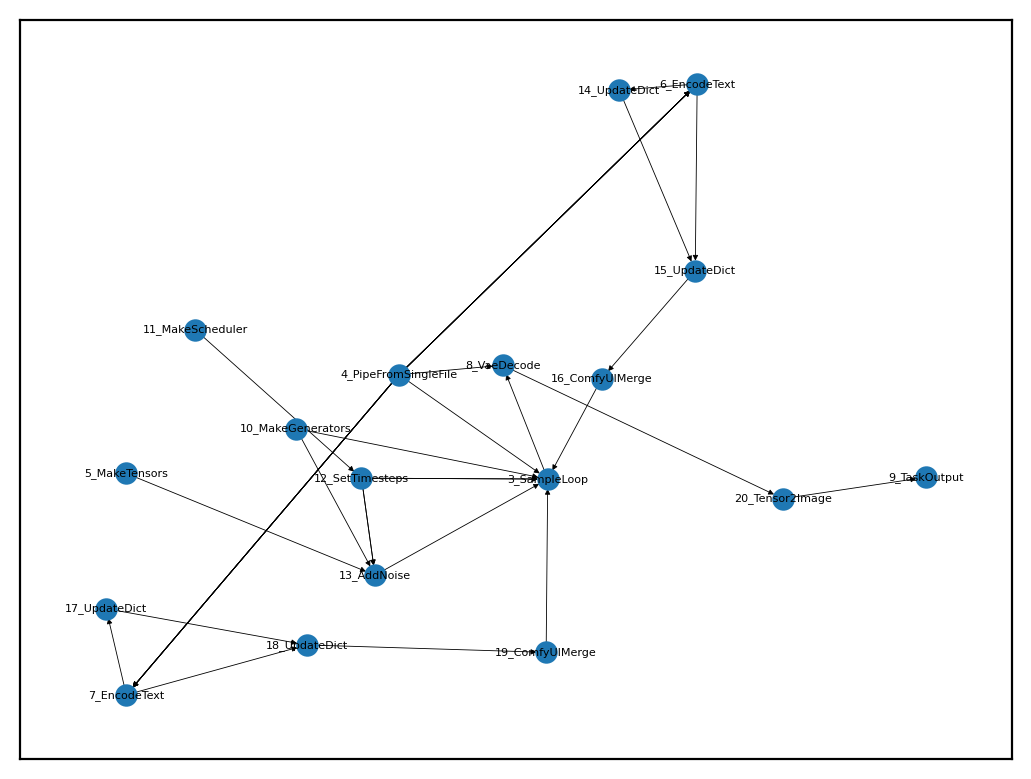 14_UpdateDict
6_EncodeText
15_UpdateDict
11_MakeScheduler
8_VaeDecode
4_PipeFromSingleFile
16_ComfyUIMerge
10_MakeGenerators
5_MakeTensors
12_SetTimesteps
3_SampleLoop
9_TaskOutput
20_Tensor2Image
13_AddNoise
17_UpdateDict
18_UpdateDict
19_ComfyUIMerge
7_EncodeText